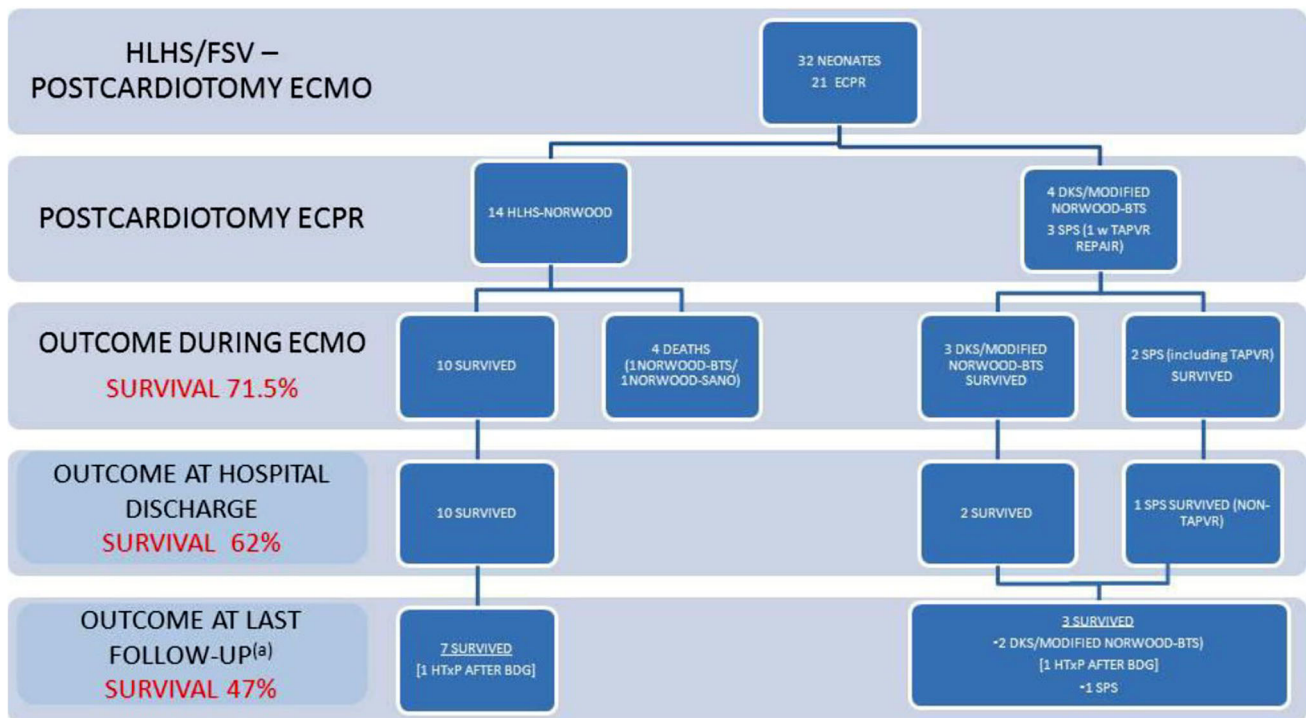 HLHS/FSV –
POSTCARDIOTOMY ECMO
32 NEONATES
21 ECPR
POSTCARDIOTOMY ECPR
14 HLHS-NORWOOD
4 DKS/MODIFIED
NORWOOD-BTS
3 SPS (1 w TAPVR
REPAIR)
OUTCOME DURING ECMO
SURVIVAL 71.5%
10 SURVIVED
4 DEATHS
(1NORWOOD-BTS/
1NORWOOD-SANO)
3 DKS/MODIFIED
NORWOOD-BTS
SURVIVED
2 SPS (including TAPVR)
SURVIVED
OUTCOME AT HOSPITAL
DISCHARGE
SURVIVAL 62%
10 SURVIVED
2 SURVIVED
1 SPS SURVIVED (NON-
TAPVR)
OUTCOME AT LAST
FOLLOW-UP(a)
SURVIVAL 47%
7 SURVIVED
[1 HTxP AFTER BDG]
3 SURVIVED
-2 DKS/MODIFIED NORWOOD-BTS)
[1 HTxP AFTER BDG]
-1 SPS